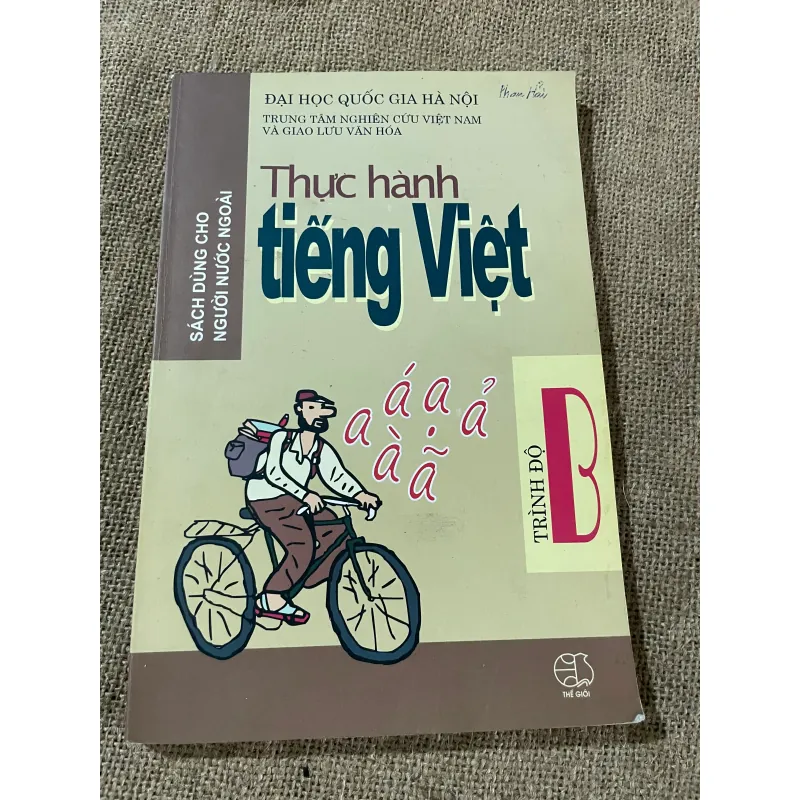 Phan
ĐẠI HỌC QUỐC GIA HÀ NỘI
TRUNG TÂM NGHIÊN CỨU VIỆT NAM
VÀ GIAO LƯU VĂN HÓA
SÁCH DÙNG CHO
NGƯỜI NƯỚC NGOÀI
Thực hành
tiếng Việt
a á ạ ả
à ã
TRÌNH ĐỘ
B
THẾ GIỚI